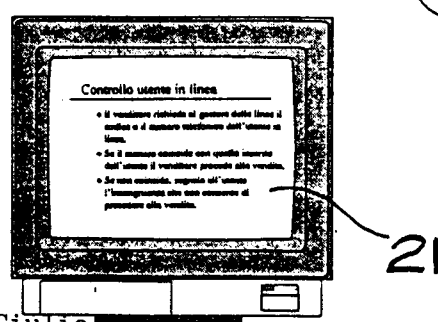 Controllo utente in linea
• Il venditore richiede al gestore della linea il
codice o il numero telefonico dell'utente in
linea.
• Se il numero coincide con quello inserito
dall'utente il venditore procede alla vendita.
• Se non coincide, segnala all'utente
l'incongruenza che non consente di
procedere alla vendita.
21